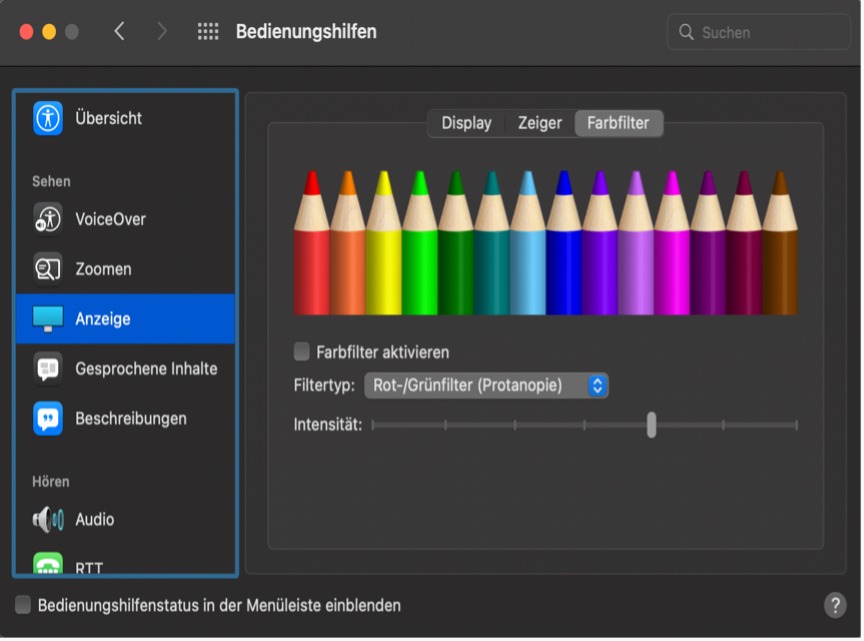 Bedienungshilfen
Suchen
Übersicht
Sehen
VoiceOver
Zoomen
Anzeige
Gesprochene Inhalte
Beschreibungen
Hören
Audio
RTT
Display Zeiger Farbfilter
Farbfilter aktivieren
Filtertyp: Rot-/Grünfilter (Protanopie)
Intensität:
Bedienungshilfenstatus in der Menüleiste einblenden
?